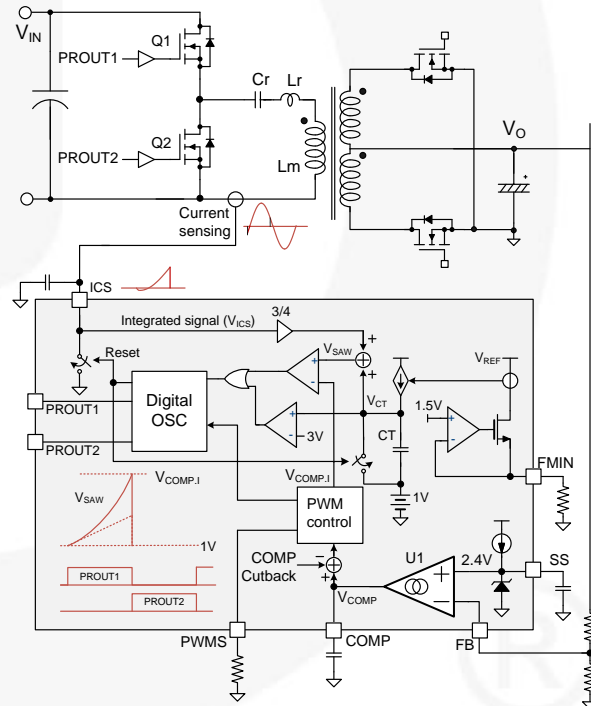 VIN
Q1
PROUT1
Cr
Lr
VO
Q2
PROUT2
Lm
+
Current
sensing
ICS
3/4
Integrated signal (VICS)
+
VREF
VSAW
+
-
+
Reset
1.5V
+
-
PROUT1
Digital
OSC
VCT
+
-
3V
CT
PROUT2
FMIN
VCOMP.I
VCOMP.I
1V
VSAW
PWM
control
1V
U1
2.4V
SS
COMP
Cutback
−
+
+
−
PROUT1
PROUT2
VCOMP
PWMS
COMP
FB
R